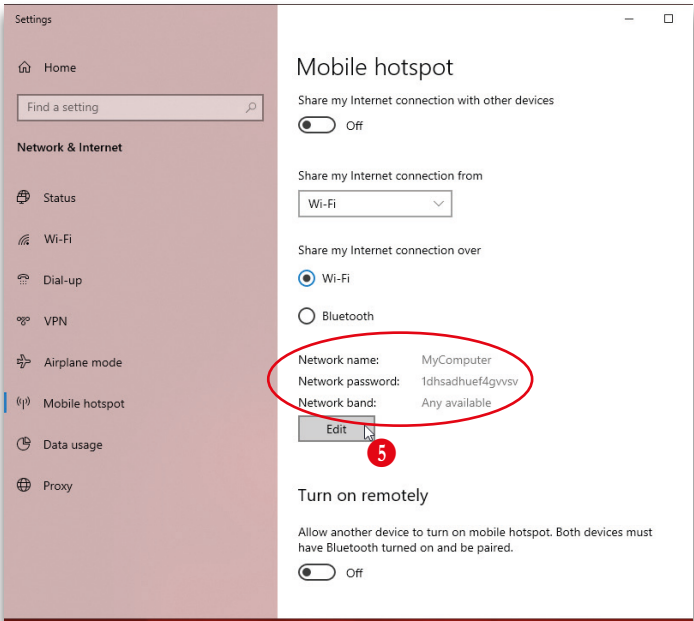 Settings
Home
Find a setting
Network & Internet
Status
Wi-Fi
Dial-up
VPN
Airplane mode
Mobile hotspot
Data usage
Proxy
Mobile hotspot
Share my Internet connection with other devices
Off
Share my Internet connection from
Wi-Fi
Share my Internet connection over
Wi-Fi
Bluetooth
Network name: MyComputer
Network password: 1dhsadhuef4gvvsv
Network band: Any available
Edit
5
Turn on remotely
Allow another device to turn on mobile hotspot. Both devices must
have Bluetooth turned on and be paired.
Off